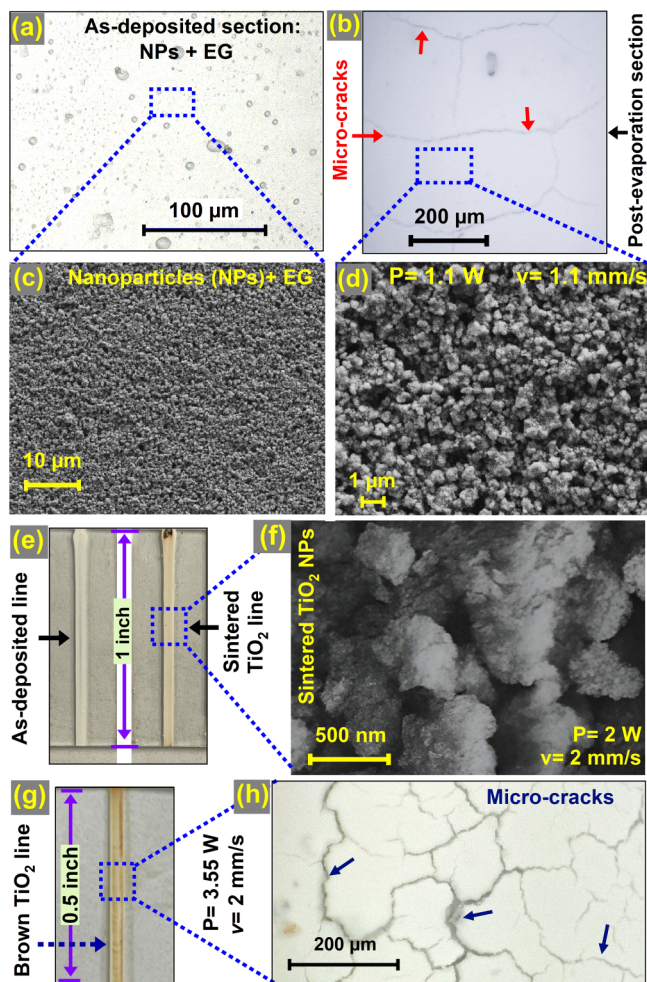 (a)
As-deposited section:
NPs + EG
100 µm
(b)
Micro-cracks
Post-evaporation section
200 µm
(c)
Nanoparticles (NPs)+ EG
10 µm
(d)
P= 1.1 W
v= 1.1 mm/s
1 µm
(e)
As-deposited line
1 inch
Sintered
TiO₂ line
(f)
Sintered TiO₂ NPs
500 nm
P= 2 W
v= 2 mm/s
(g)
Brown TiO₂ line
0.5 inch
P= 3.55 W
v= 2 mm/s
(h)
Micro-cracks
200 µm